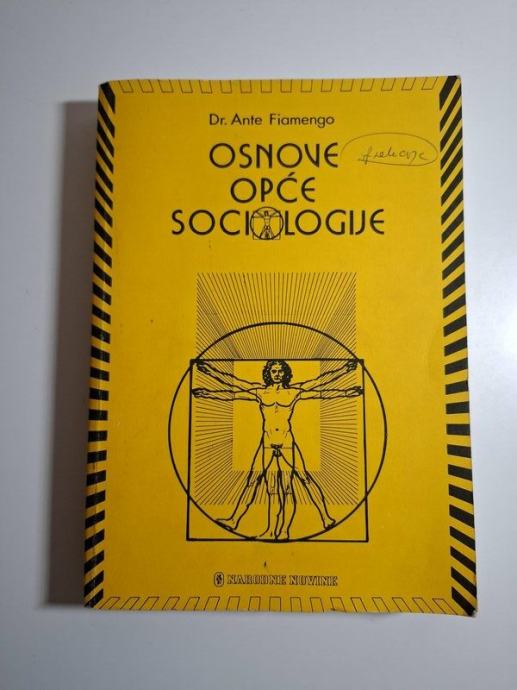 Dr. Ante Fiamengo
OSNOVE
OPĆE
SOCIOLOGIJE
NARODNE NOVINE